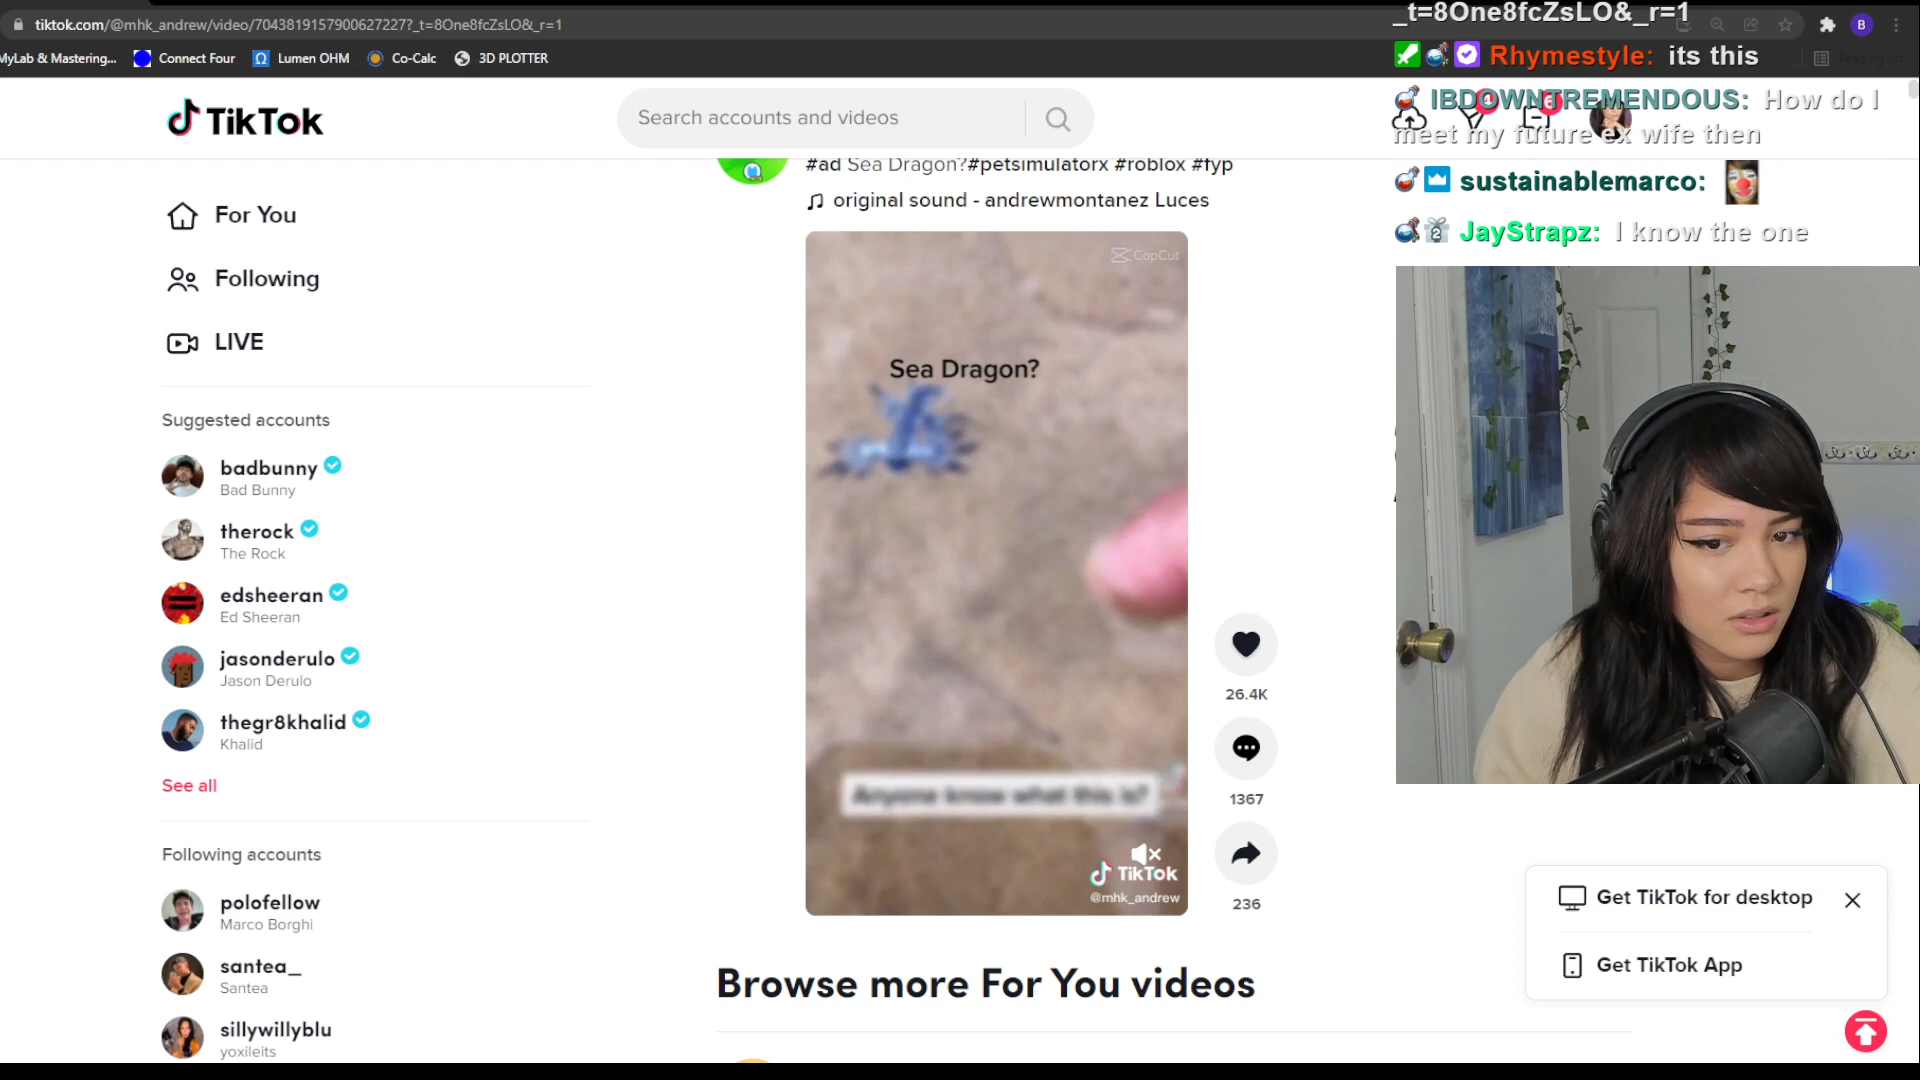 tiktok.com/@mhk_andrew/video/7043819157900627227?_t=8One8fcZsLO&_r=1
MyLab & Mastering...
Connect Four
Lumen OHM
Co-Calc
3D PLOTTER
_t=8One8fcZsLO&_r=1
Rhymestyle: its this
IBDOWNTREMENDOUS: How do I
meet my future ex wife then
sustainablemarco:
JayStrapz: I know the one
TikTok
Search accounts and videos
#ad Sea Dragon?#petsimulatorx #roblox #fyp
original sound - andrewmontanez Luces
For You
Following
LIVE
Suggested accounts
badbunny
Bad Bunny
therock
The Rock
edsheeran
Ed Sheeran
jasonderulo
Jason Derulo
thegr8khalid
Khalid
See all
Following accounts
polofellow
Marco Borghi
santea_
Santea
sillywillyblu
yoxileits
CapCut
Sea Dragon?
Anyone know what this is?
TikTok
@mhk_andrew
26.4K
1367
236
Browse more For You videos
Get TikTok for desktop
Get TikTok App
B